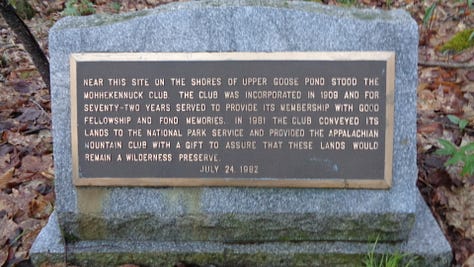 NEAR THIS SITE ON THE SHORES OF UPPER GOOSE POND STOOD THE
MOHHEKENNUCK CLUB. THE CLUB WAS INCORPORATED IN 1909 AND FOR
SEVENTY-TWO YEARS SERVED TO PROVIDE ITS MEMBERSHIP WITH GOOD
FELLOWSHIP AND FOND MEMORIES. IN 1981 THE CLUB CONVEYED ITS
LANDS TO THE NATIONAL PARK SERVICE AND PROVIDED THE APPALACHIAN
MOUNTAIN CLUB WITH A GIFT TO ASSURE THAT THESE LANDS WOULD
REMAIN A WILDERNESS PRESERVE.
JULY 24, 1982